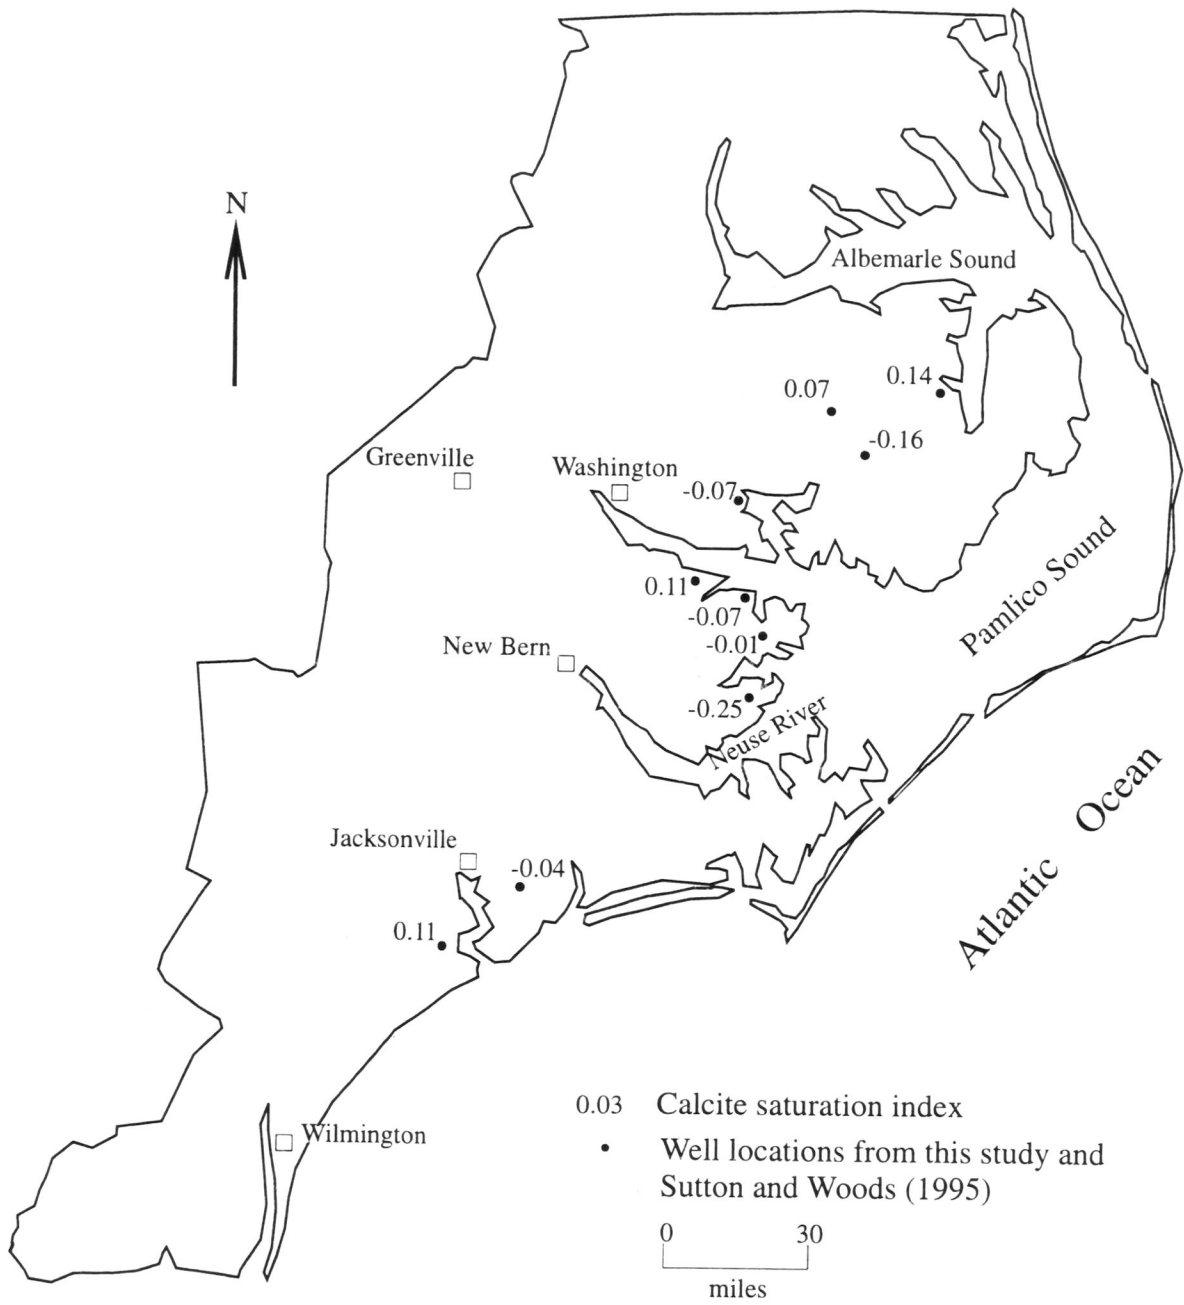 N
Albemarle Sound
0.07
0.14
-0.16
Greenville
Washington
-0.07
0.11
-0.07
-0.01
New Bern
-0.25
Neuse River
Pamlico Sound
Atlantic Ocean
Jacksonville
-0.04
0.11
Wilmington
0.03 Calcite saturation index
Well locations from this study and
Sutton and Woods (1995)
0 30
miles